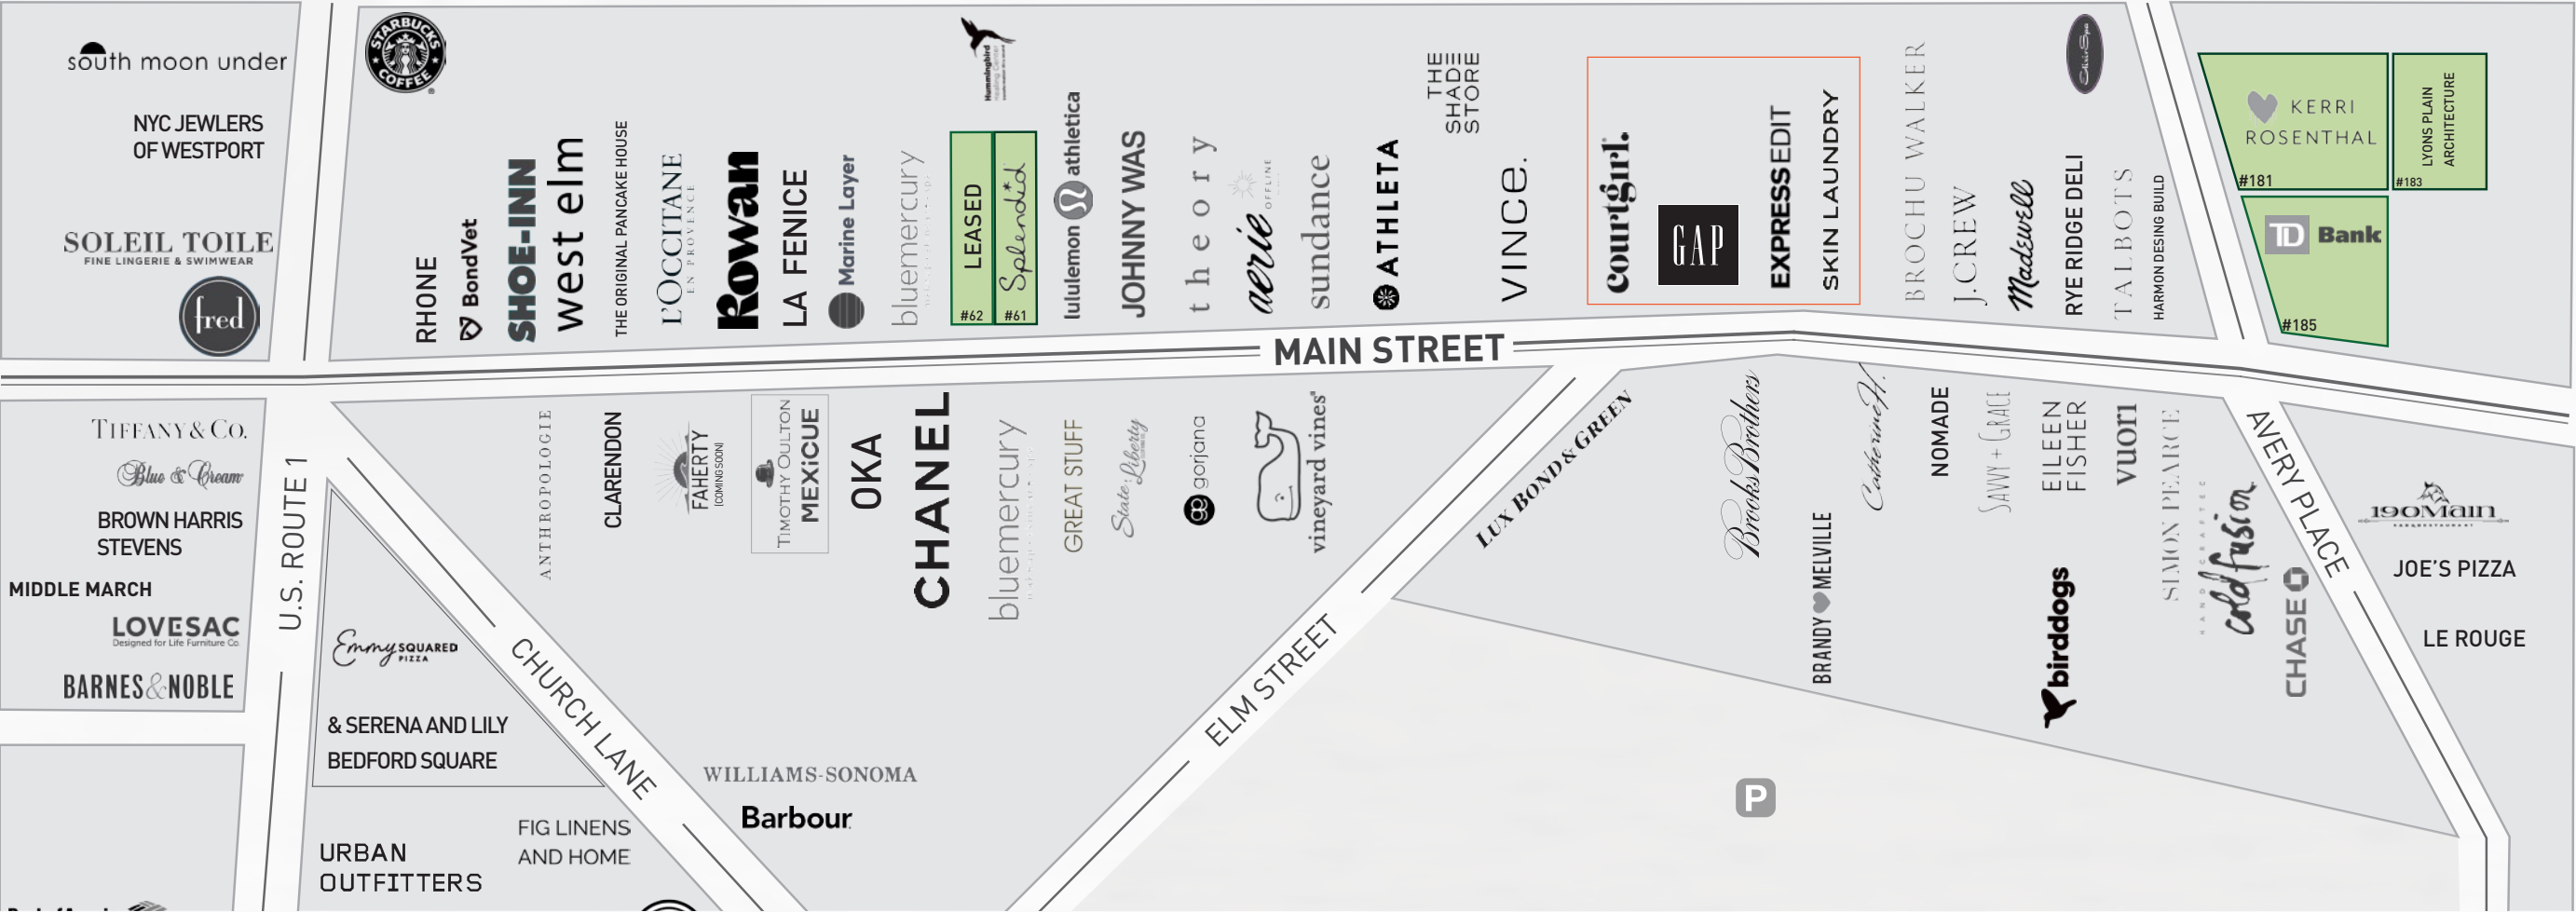 south moon under
NYC JEWLERS
OF WESTPORT
SOLEIL TOILE
FINE LINGERIE & SWIMWEAR
fred
STARBUCKS
COFFEE
RHONE
BondVet
SHOE-INN
west elm
THE ORIGINAL PANCAKE HOUSE
L'OCCITANE
EN PROVENCE
Rowan
LA FENICE
Marine Layer
bluemercury
Hummingbird
Healing Center
LEASED
#62
Splendid
#61
lululemon athletica
JOHNNY WAS
theory
aerie
OFFLINE
sundance
ATHLETA
THE
SHADE
STORE
VINCE.
courtgirl.
GAP
EXPRESS EDIT
SKIN LAUNDRY
BROCHU WALKER
J.CREW
Madewell
RYE RIDGE DELI
TALBOTS
HARMON DESING BUILD
KERRI
ROSENTHAL
#181
LYONS PLAIN
ARCHITECTURE
#183
TD Bank
#185
MAIN STREET
TIFFANY & CO.
Blue & Cream
BROWN HARRIS
STEVENS
MIDDLE MARCH
LOVESAC
Designed for Life Furniture Co.
BARNES & NOBLE
U.S. ROUTE 1
ANTHROPOLOGIE
CLARENDON
FAHERTY
(COMING SOON)
TIMOTHY OULTON
MEXiCUE
OKA
CHANEL
bluemercury
GREAT STUFF
State & Liberty
gorjana
vineyard vines®
LUX BOND & GREEN
Brooks Brothers
BRANDY MELVILLE
Catherine H.
NOMADE
SAVVY + GRACE
EILEEN
FISHER
birddogs
vuori
SIMON PEARCE
HANDCRAFTED
cold fusion
CHASE
AVERY PLACE
190 Main
JOE'S PIZZA
LE ROUGE
Emmy SQUARED
PIZZA
& SERENA AND LILY
BEDFORD SQUARE
CHURCH LANE
ELM STREET
WILLIAMS-SONOMA
Barbour
FIG LINENS
AND HOME
URBAN
OUTFITTERS
P